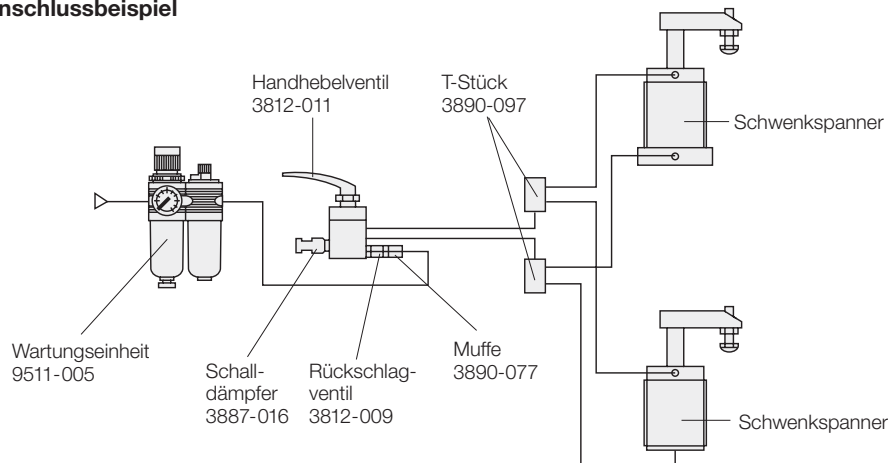 nschlussbeispiel
Handhebelventil
3812-011
T-Stück
3890-097
Schwenkspanner
Wartungseinheit
9511-005
Schall-
dämpfer
3887-016
Rückschlag-
ventil
3812-009
Muffe
3890-077
Schwenkspanner